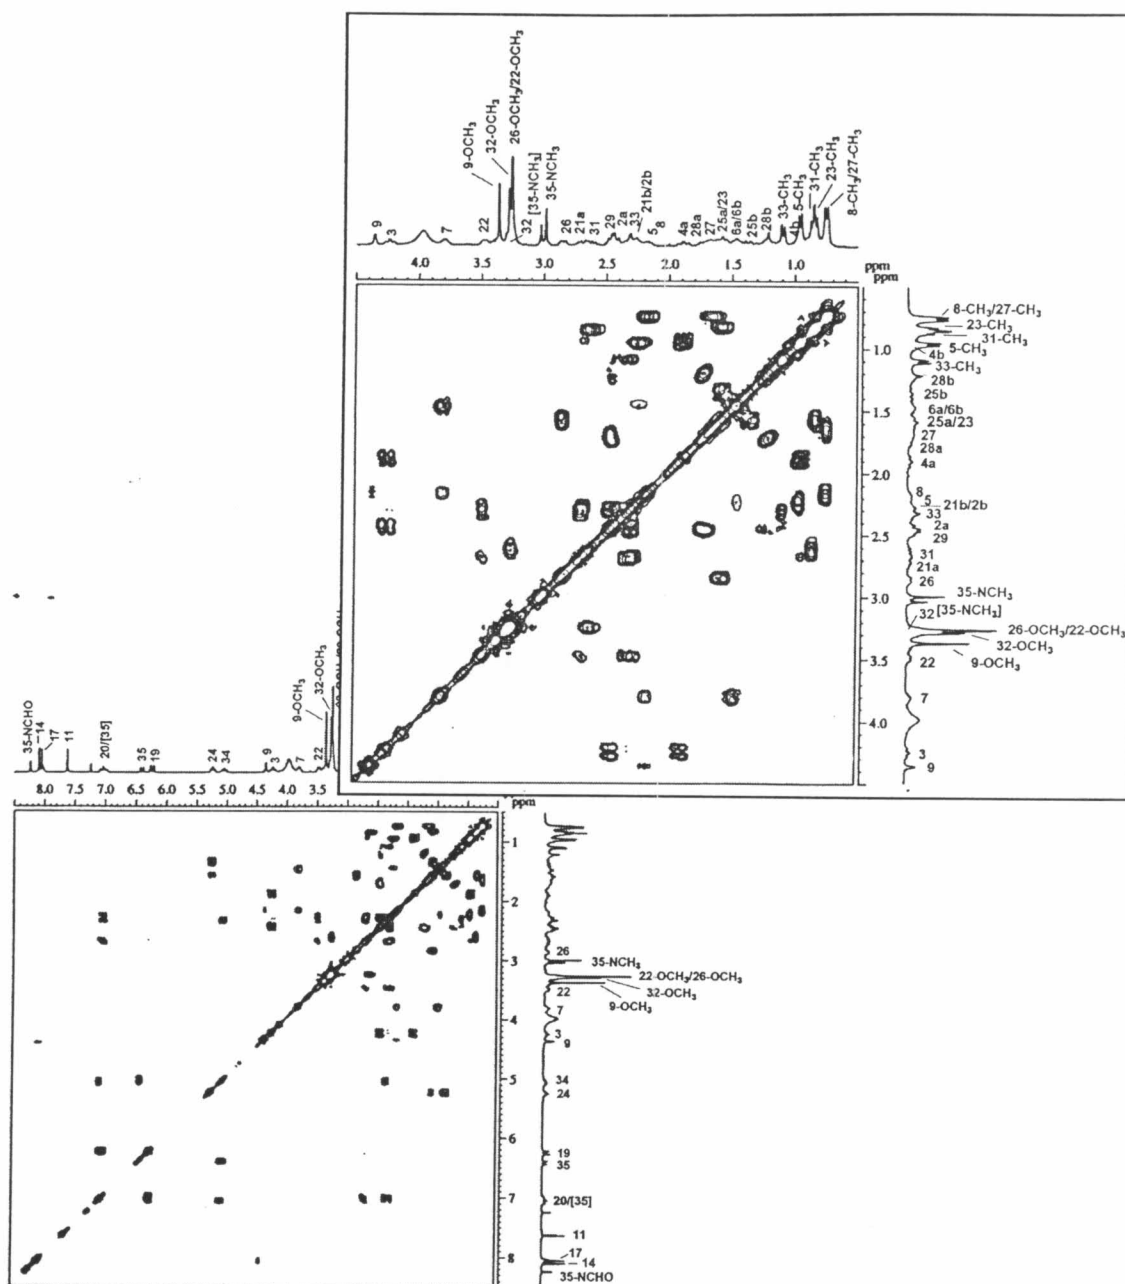 9-OCH3
32-OCH3
26-OCH3/22-OCH3
9
3
7
22
32
[35-NCH3]
35-NCH3
26
21a
31
29
2a
33
21b/2b
5
8
4a
28a
27
25a/23
6a/6b
25b
28b
33-CH3
4b
5-CH3
31-CH3
23-CH3
8-CH3/27-CH3
4.0 3.5 3.0 2.5 2.0 1.5 1.0 ppm
ppm
8-CH3/27-CH3
23-CH3
31-CH3
5-CH3
4b
33-CH3
28b
25b
6a/6b
25a/23
27
28a
4a
8
5
21b/2b
33
2a
29
31
21a
26
35-NCH3
32 [35-NCH3]
26-OCH3/22-OCH3
32-OCH3
9-OCH3
22
7
3
9
1.0
1.5
2.0
2.5
3.0
3.5
4.0
35-NCHO
14
17
11
20/[35]
35
19
24
34
9
3
7
22
9-OCH3
32-OCH3
8.0 7.5 7.0 6.5 6.0 5.5 5.0 4.5 4.0 3.5
ppm
1
2
3
4
5
6
7
8
26
35-NCH3
22-OCH3/26-OCH3
32-OCH3
22
9-OCH3
7
3
9
34
24
19
35
20/[35]
11
17
14
35-NCHO